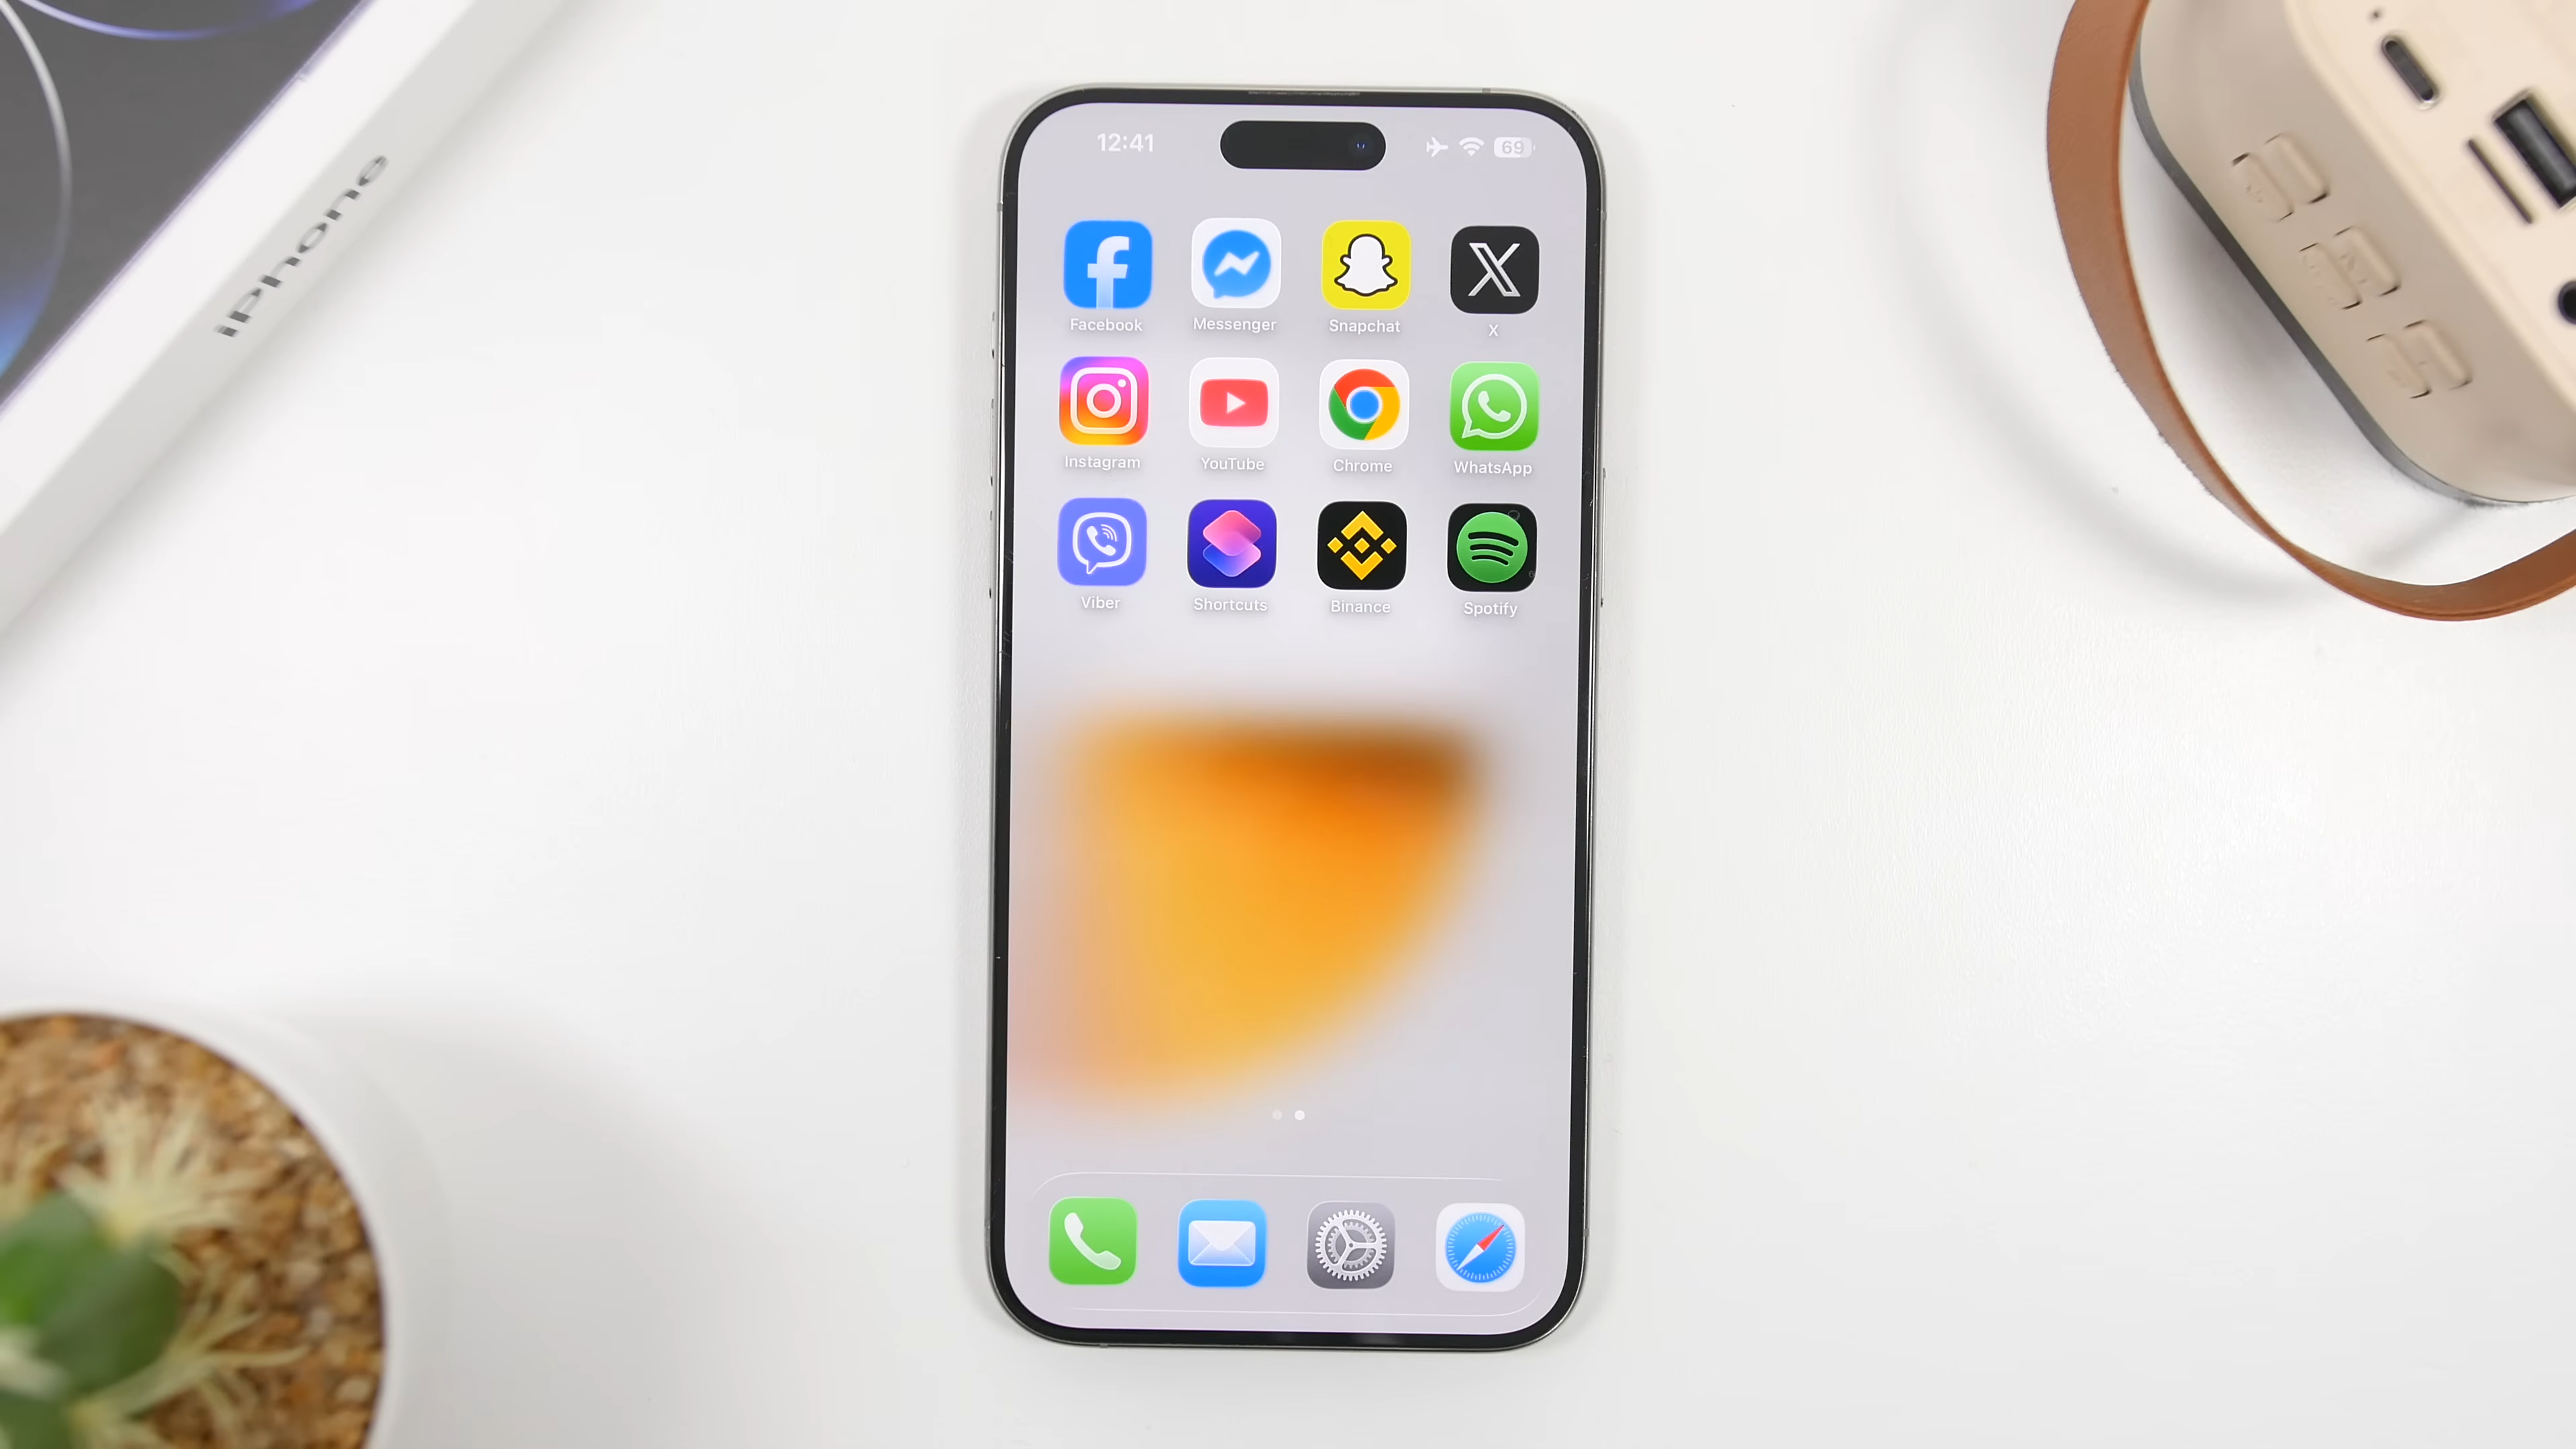 iPhone
12:41
69
Facebook
Messenger
Snapchat
X
Instagram
YouTube
Chrome
WhatsApp
Viber
Shortcuts
Binance
Spotify